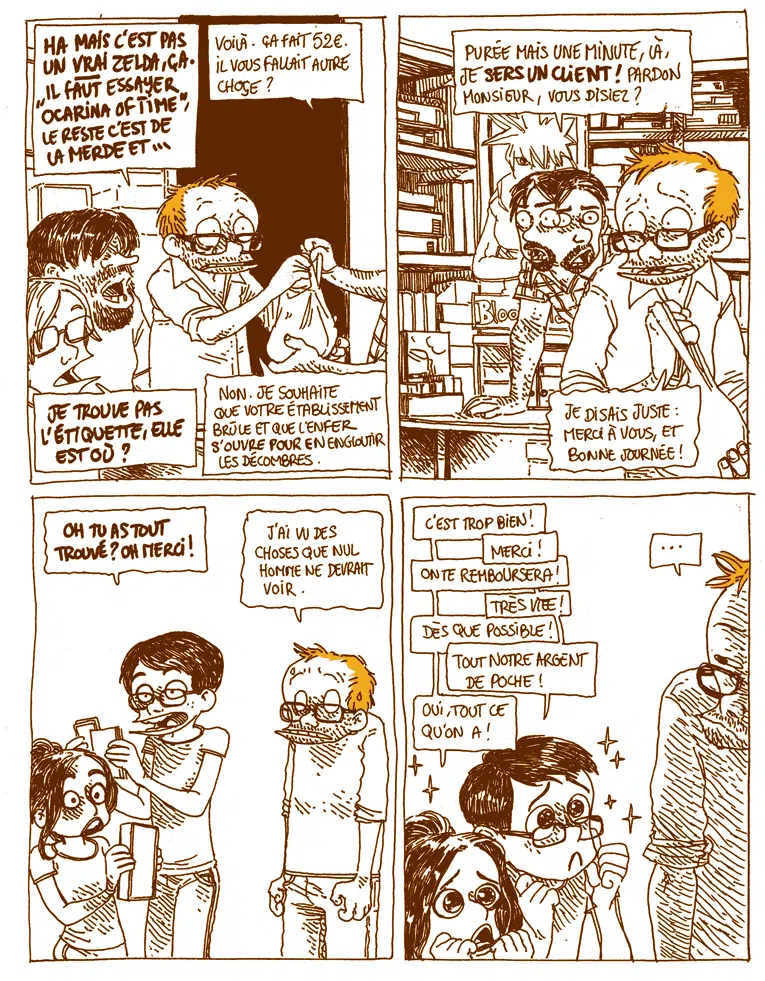 HA MAIS C'EST PAS
UN VRAI ZELDA, ÇA.
"IL FAUT ESSAYER
OCARINA OF TIME",
LE RESTE C'EST DE
LA MERDE ET ...
VOILÀ. ÇA FAIT 52€.
IL VOUS FALLAIT AUTRE
CHOSE ?
JE TROUVE PAS
L'ÉTIQUETTE, ELLE
EST OÙ ?
NON. JE SOUHAITE
QUE VOTRE ÉTABLISSEMENT
BRÛLE ET QUE L'ENFER
S'OUVRE POUR EN ENGLOUTIR
LES DÉCOMBRES.
PURÉE MAIS UNE MINUTE, LÀ,
JE SERS UN CLIENT ! PARDON
MONSIEUR, VOUS DISIEZ ?
Bloo
JE DISAIS JUSTE :
MERCI À VOUS, ET
BONNE JOURNÉE !
OH TU AS TOUT
TROUVÉ ? OH MERCI !
J'AI VU DES
CHOSES QUE NUL
HOMME NE DEVRAIT
VOIR.
C'EST TROP BIEN !
MERCI !
ON TE REMBOURSERA !
TRÈS VITE !
DÈS QUE POSSIBLE !
TOUT NOTRE ARGENT
DE POCHE !
OUI, TOUT CE
QU'ON A !
...